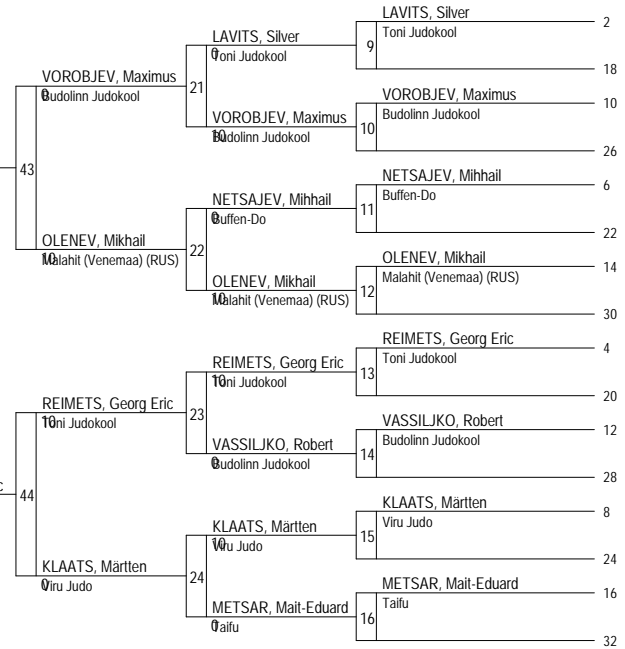 LAVITS, Silver 2
9 Toni Judokool
18
LAVITS, Silver
0 Toni Judokool
21
VOROBJEV, Maximus
0 Budolinn Judokool
VOROBJEV, Maximus 10
10 Budolinn Judokool
26
VOROBJEV, Maximus
10 Budolinn Judokool
43
NETSAJEV, Mihhail 6
11 Buffen-Do
22
NETSAJEV, Mihhail
0 Buffen-Do
22
OLENEV, Mikhail
10 Malahit (Venemaa) (RUS)
OLENEV, Mikhail 14
12 Malahit (Venemaa) (RUS)
30
OLENEV, Mikhail
10 Malahit (Venemaa) (RUS)
REIMETS, Georg Eric 4
13 Toni Judokool
20
REIMETS, Georg Eric
10 Toni Judokool
23
REIMETS, Georg Eric
10 Toni Judokool
VASSILJKO, Robert 12
14 Budolinn Judokool
28
VASSILJKO, Robert
0 Budolinn Judokool
c
44
KLAATS, Märtten 8
15 Viru Judo
24
KLAATS, Märtten
10 Viru Judo
24
KLAATS, Märtten
0 Viru Judo
METSAR, Mait-Eduard 16
16 Taifu
32
METSAR, Mait-Eduard
0 Taifu